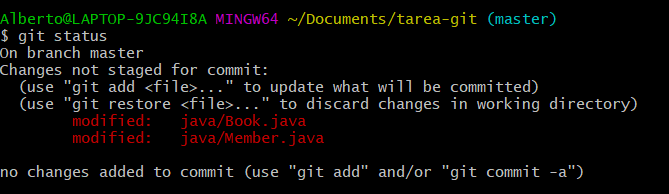 Alberto@LAPTOP-9JC94I8A MINGW64 ~/Documents/tarea-git (master)
$ git status
On branch master
Changes not staged for commit:
  (use "git add <file>..." to update what will be committed)
  (use "git restore <file>..." to discard changes in working directory)
        modified:   java/Book.java
        modified:   java/Member.java
no changes added to commit (use "git add" and/or "git commit -a")